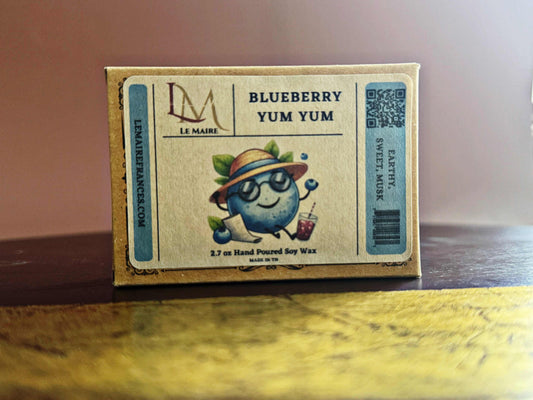 LM
LE MAIRE
BLUEBERRY
YUM YUM
LEMAIREFRANCES.COM
EARTHY,
SWEET, MUSK
2.7 oz Hand Poured Soy Wax
MADE IN TN